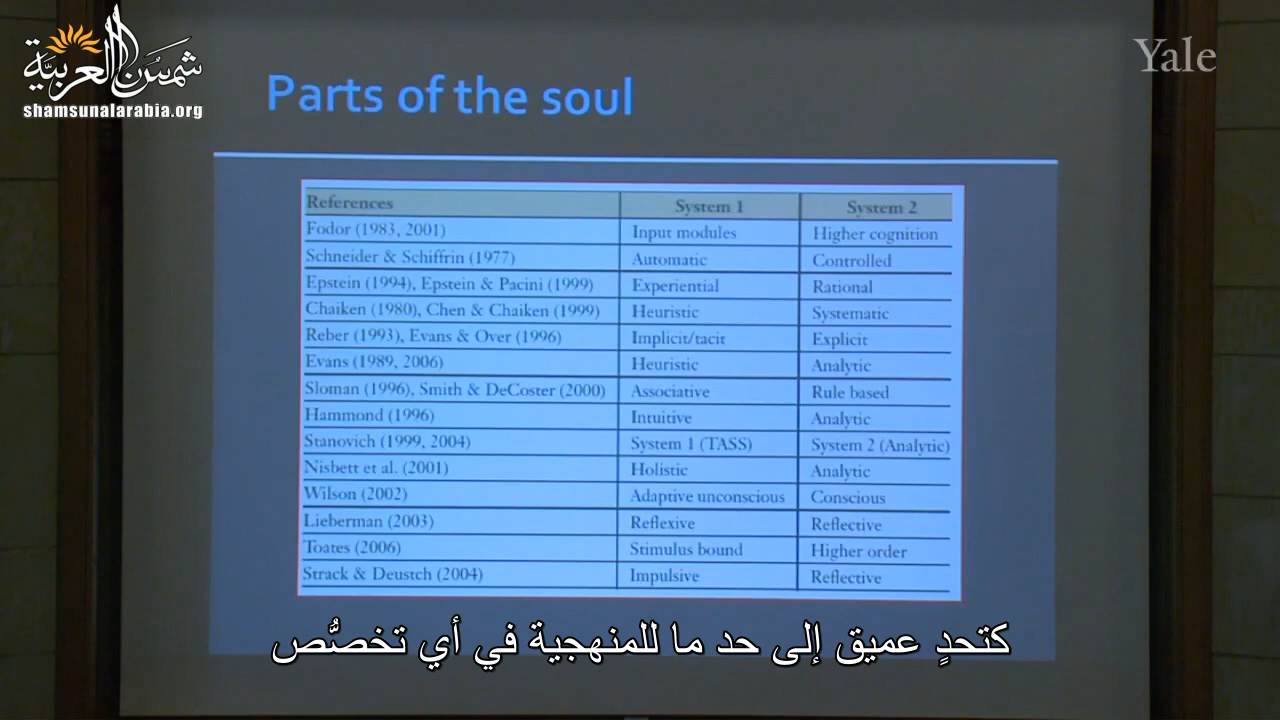 شمس العربية
shamsunalarabia.org
Yale
Parts of the soul
References System 1 System 2
Fodor (1983, 2001) Input modules Higher cognition
Schneider & Schiffrin (1977) Automatic Controlled
Epstein (1994), Epstein & Pacini (1999) Experiential Rational
Chaiken (1980), Chen & Chaiken (1999) Heuristic Systematic
Reber (1993), Evans & Over (1996) Implicit/tacit Explicit
Evans (1989, 2006) Heuristic Analytic
Sloman (1996), Smith & DeCoster (2000) Associative Rule based
Hammond (1996) Intuitive Analytic
Stanovich (1999, 2004) System 1 (TASS) System 2 (Analytic)
Nisbett et al. (2001) Holistic Analytic
Wilson (2002) Adaptive unconscious Conscious
Lieberman (2003) Reflexive Reflective
Toates (2006) Stimulus bound Higher order
Strack & Deustch (2004) Impulsive Reflective
كتحدٍ عميق إلى حد ما للمنهجية في أي تخصُّص